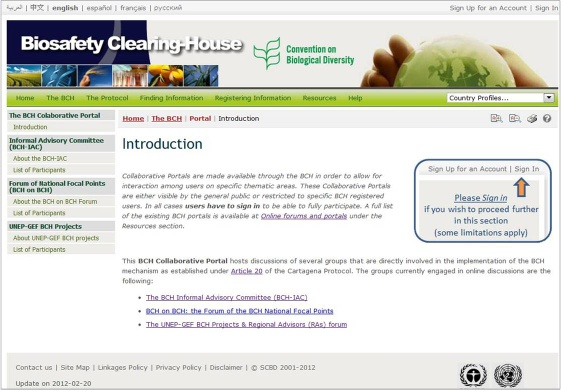 العربية | 中文 | english | français | русский
Sign Up for an Account | Sign In
Biosafety Clearing-House
Convention on
Biological Diversity
Home The BCH The Protocol Finding Information Registering Information Resources Help
Country Profiles...
The BCH Colaborative Portal
Introduction
Informal Advisory Committee
(BCH-IAC)
About the BCH-IAC
List of Participants
Forum of National Focal Points
(BCH on BCH)
About the BCH on BCH Forum
List of Participants
UNEP-GEF BCH Projects
About UNEP-GEF BCH projects
List of Participants
Home | The BCH | Portal | Introduction
Introduction
Collaborative Portals are made available through the BCH in order to allow for
interaction among users on specific thematic areas. These Collaborative Portals
are either visible by the general public or restricted to specific BCH registered
users. In all cases users have to sign in to be able to fully participate. A full list
of the existing BCH portals is available at Online forums and portals under the
Resources section.
Sign Up for an Account | Sign In
Please Sign in
if you wish to proceed further
in this section
(some limitations apply)
This BCH Collaborative Portal hosts discussions of several groups that are directly involved in the implementation of the BCH
mechanism as established under Article 20 of the Cartagena Protocol. The groups currently engaged in online discussions are the
following:
• The BCH Informal Advisory Committee (BCH-IAC)
• BCH on BCH: the Forum of the BCH National Focal Points
• The UNEP-GEF BCH Projects & Regional Advisors (RAs) forum
Contact us | Site Map | Linkages Policy | Privacy Policy | Disclaimer | © SCBD 2001-2012
Update on 2012-02-20